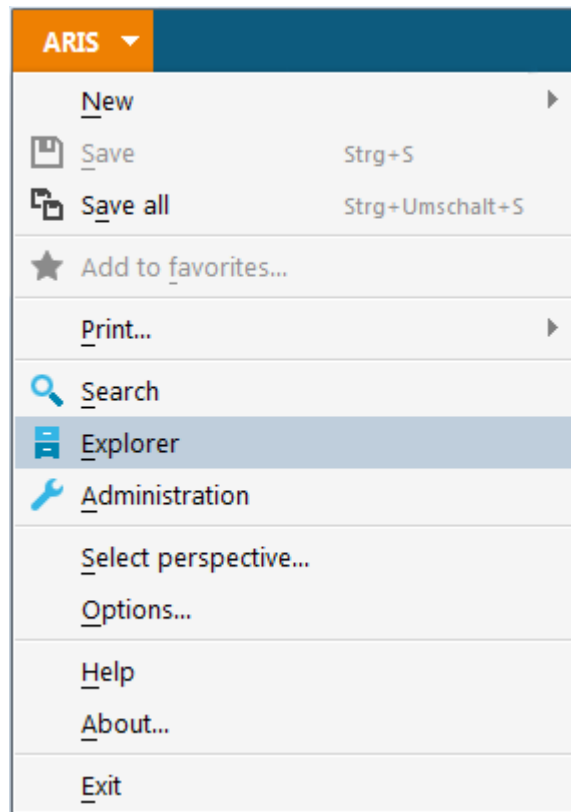 ARIS
New
Save Strg+S
Save all Strg+Umschalt+S
Add to favorites...
Print...
Search
Explorer
Administration
Select perspective...
Options...
Help
About...
Exit